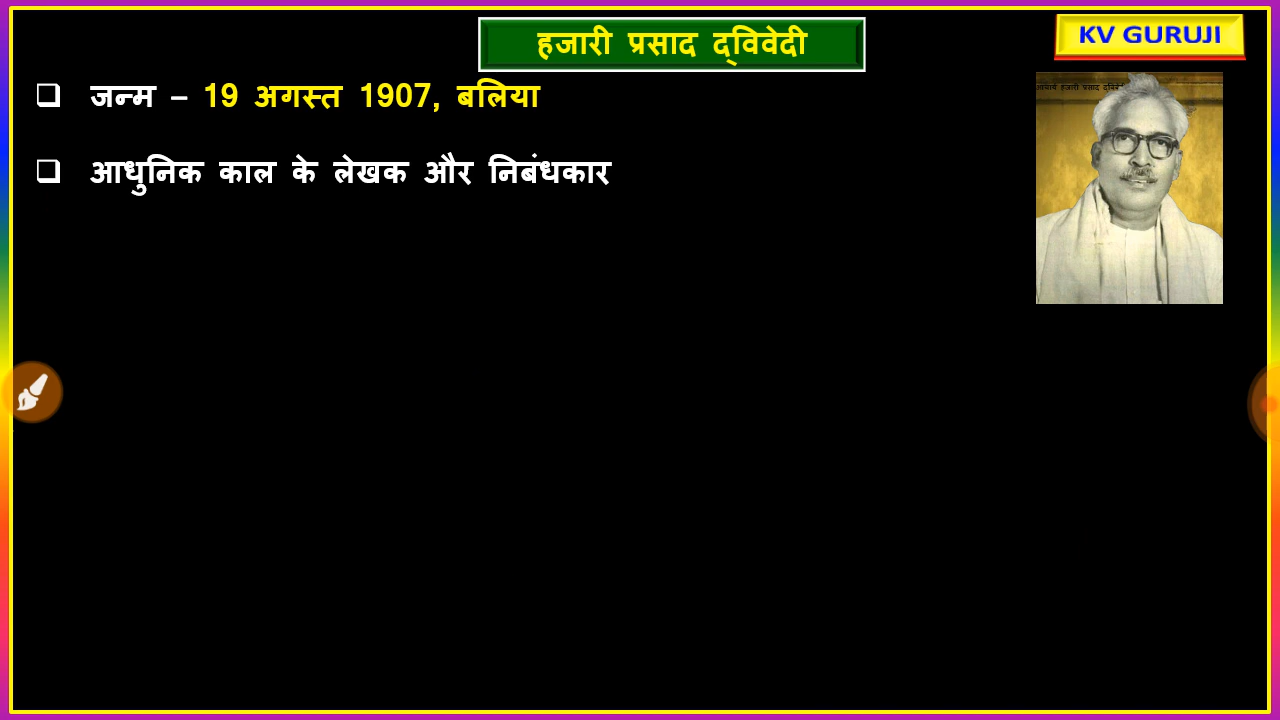 हजारी प्रसाद द्विवेदी
KV GURUJI
❑ जन्म – 19 अगस्त 1907, बलिया
❑ आधुनिक काल के लेखक और निबंधकार